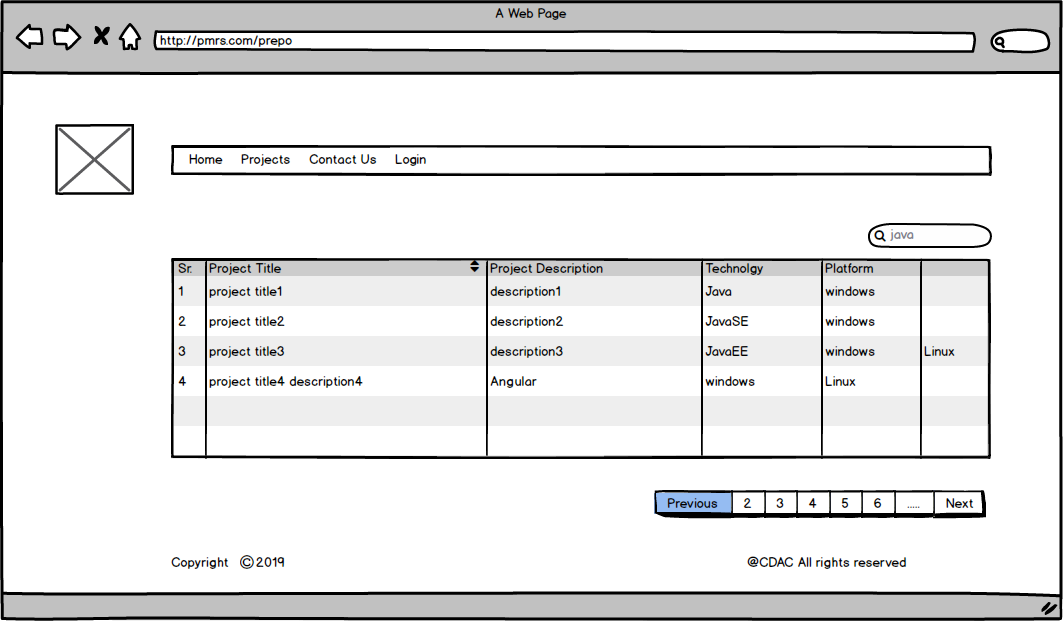 A Web Page
http://pmrs.com/prepo
Home Projects Contact Us Login
java
Sr. Project Title Project Description Technolgy Platform
1 project title1 description1 Java windows
2 project title2 description2 JavaSE windows
3 project title3 description3 JavaEE windows Linux
4 project title4 description4 Angular windows Linux
Previous 2 3 4 5 6 ..... Next
Copyright ©2019 @CDAC All rights reserved